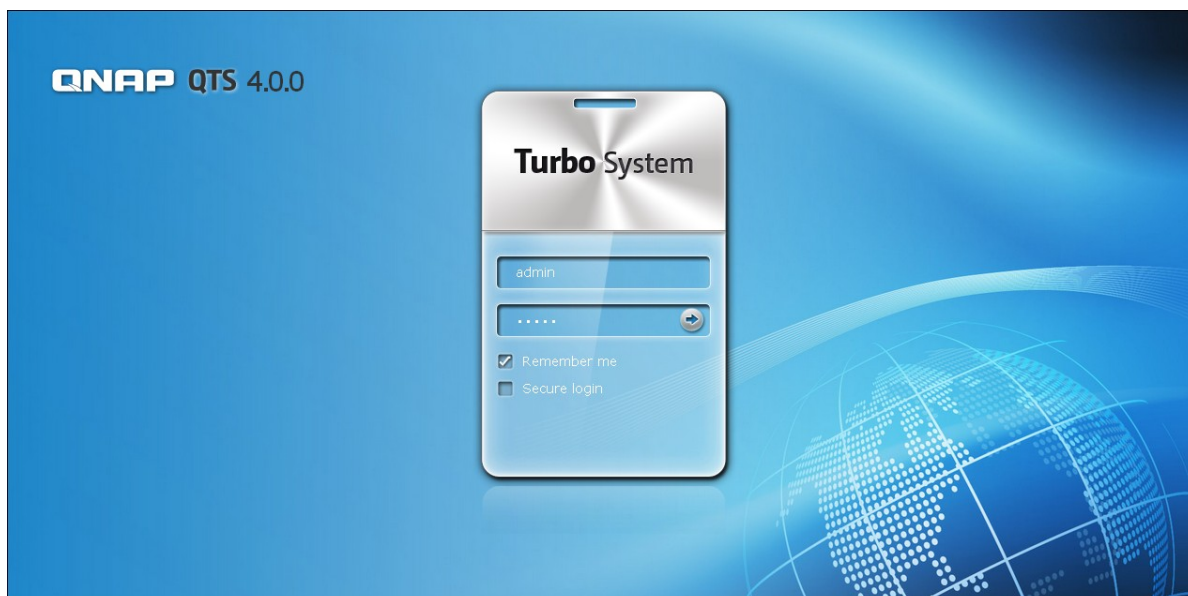 QNAP QTS 4.0.0
Turbo System
admin
•••••
Remember me
Secure login